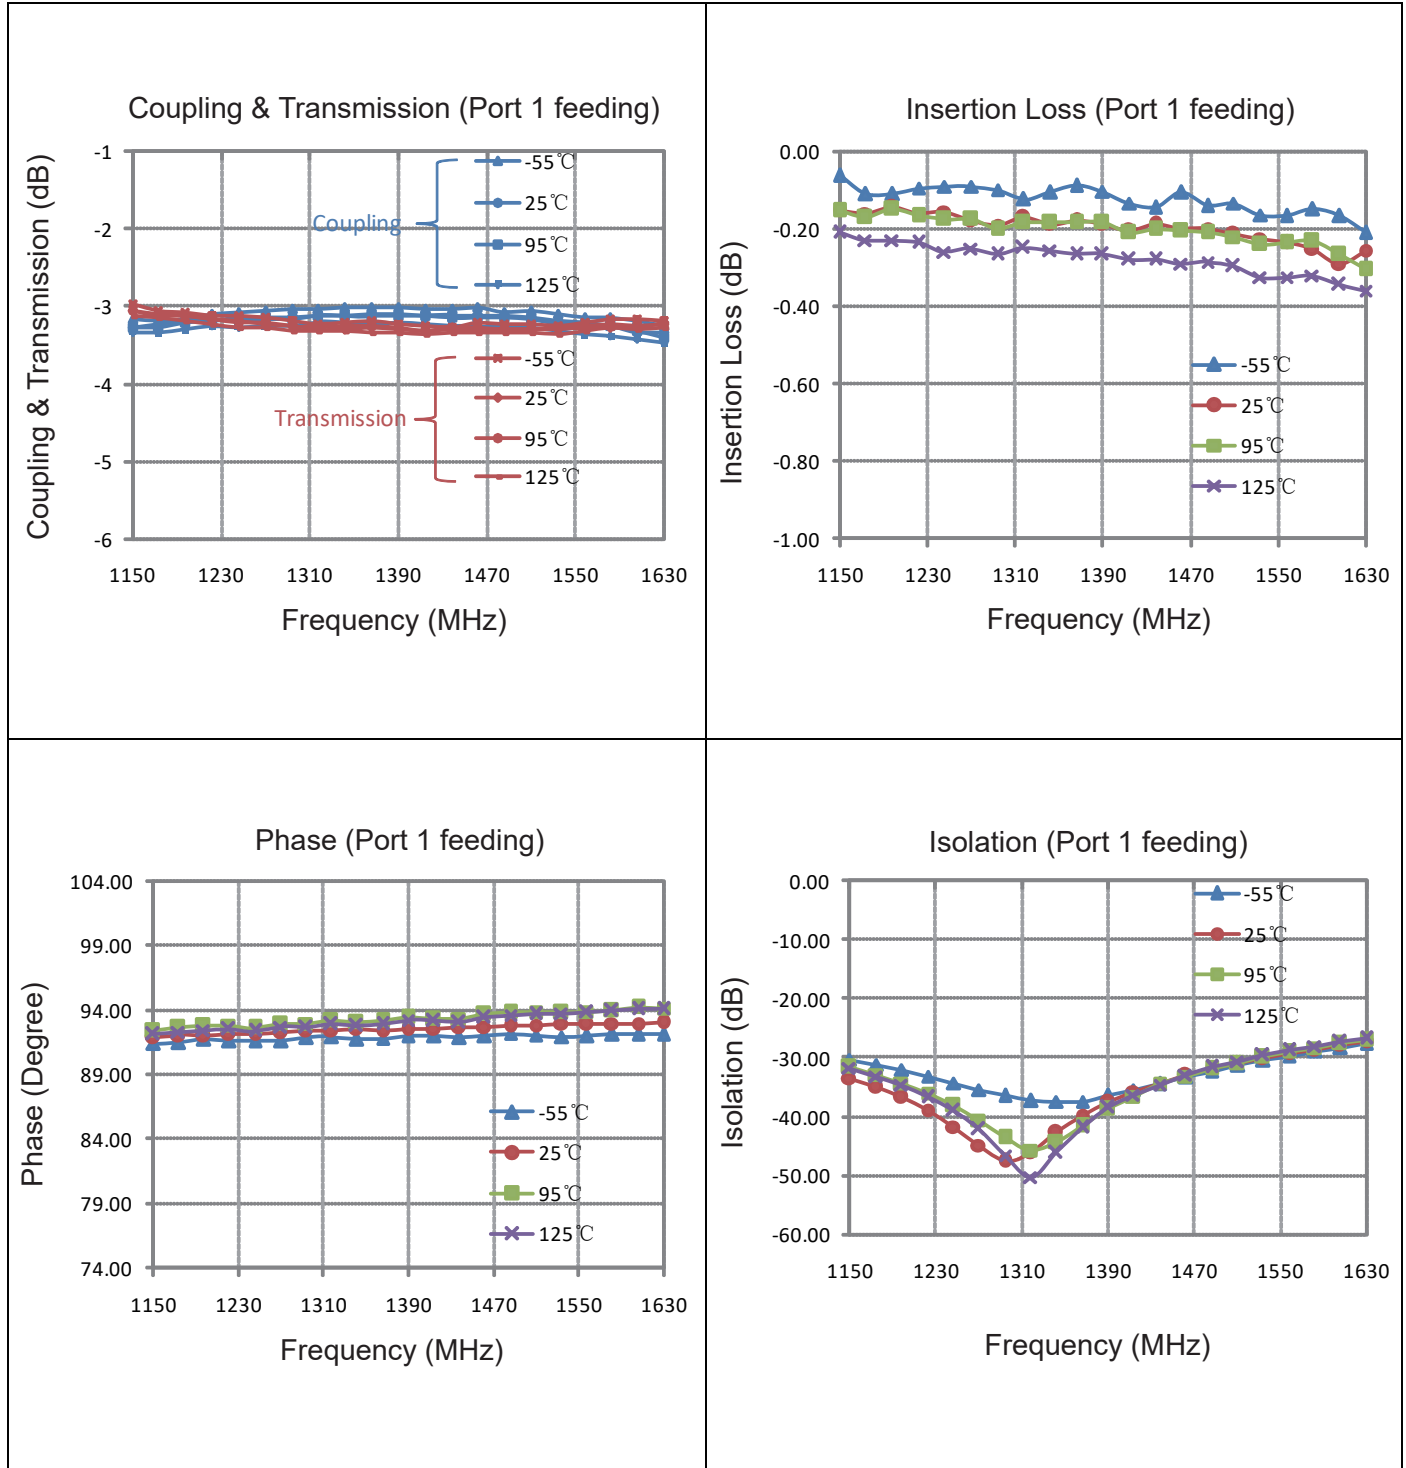 Coupling & Transmission (Port 1 feeding)
Coupling & Transmission (dB)
-1
-2
-3
-4
-5
-6
Coupling
-55℃
25℃
95℃
125℃
Transmission
-55℃
25℃
95℃
125℃
1150 1230 1310 1390 1470 1550 1630
Frequency (MHz)
Insertion Loss (Port 1 feeding)
Insertion Loss (dB)
0.00
-0.20
-0.40
-0.60
-0.80
-1.00
-55℃
25℃
95℃
125℃
1150 1230 1310 1390 1470 1550 1630
Frequency (MHz)
Phase (Port 1 feeding)
Phase (Degree)
104.00
99.00
94.00
89.00
84.00
79.00
74.00
-55℃
25℃
95℃
125℃
1150 1230 1310 1390 1470 1550 1630
Frequency (MHz)
Isolation (Port 1 feeding)
Isolation (dB)
0.00
-10.00
-20.00
-30.00
-40.00
-50.00
-60.00
-55℃
25℃
95℃
125℃
1150 1230 1310 1390 1470 1550 1630
Frequency (MHz)